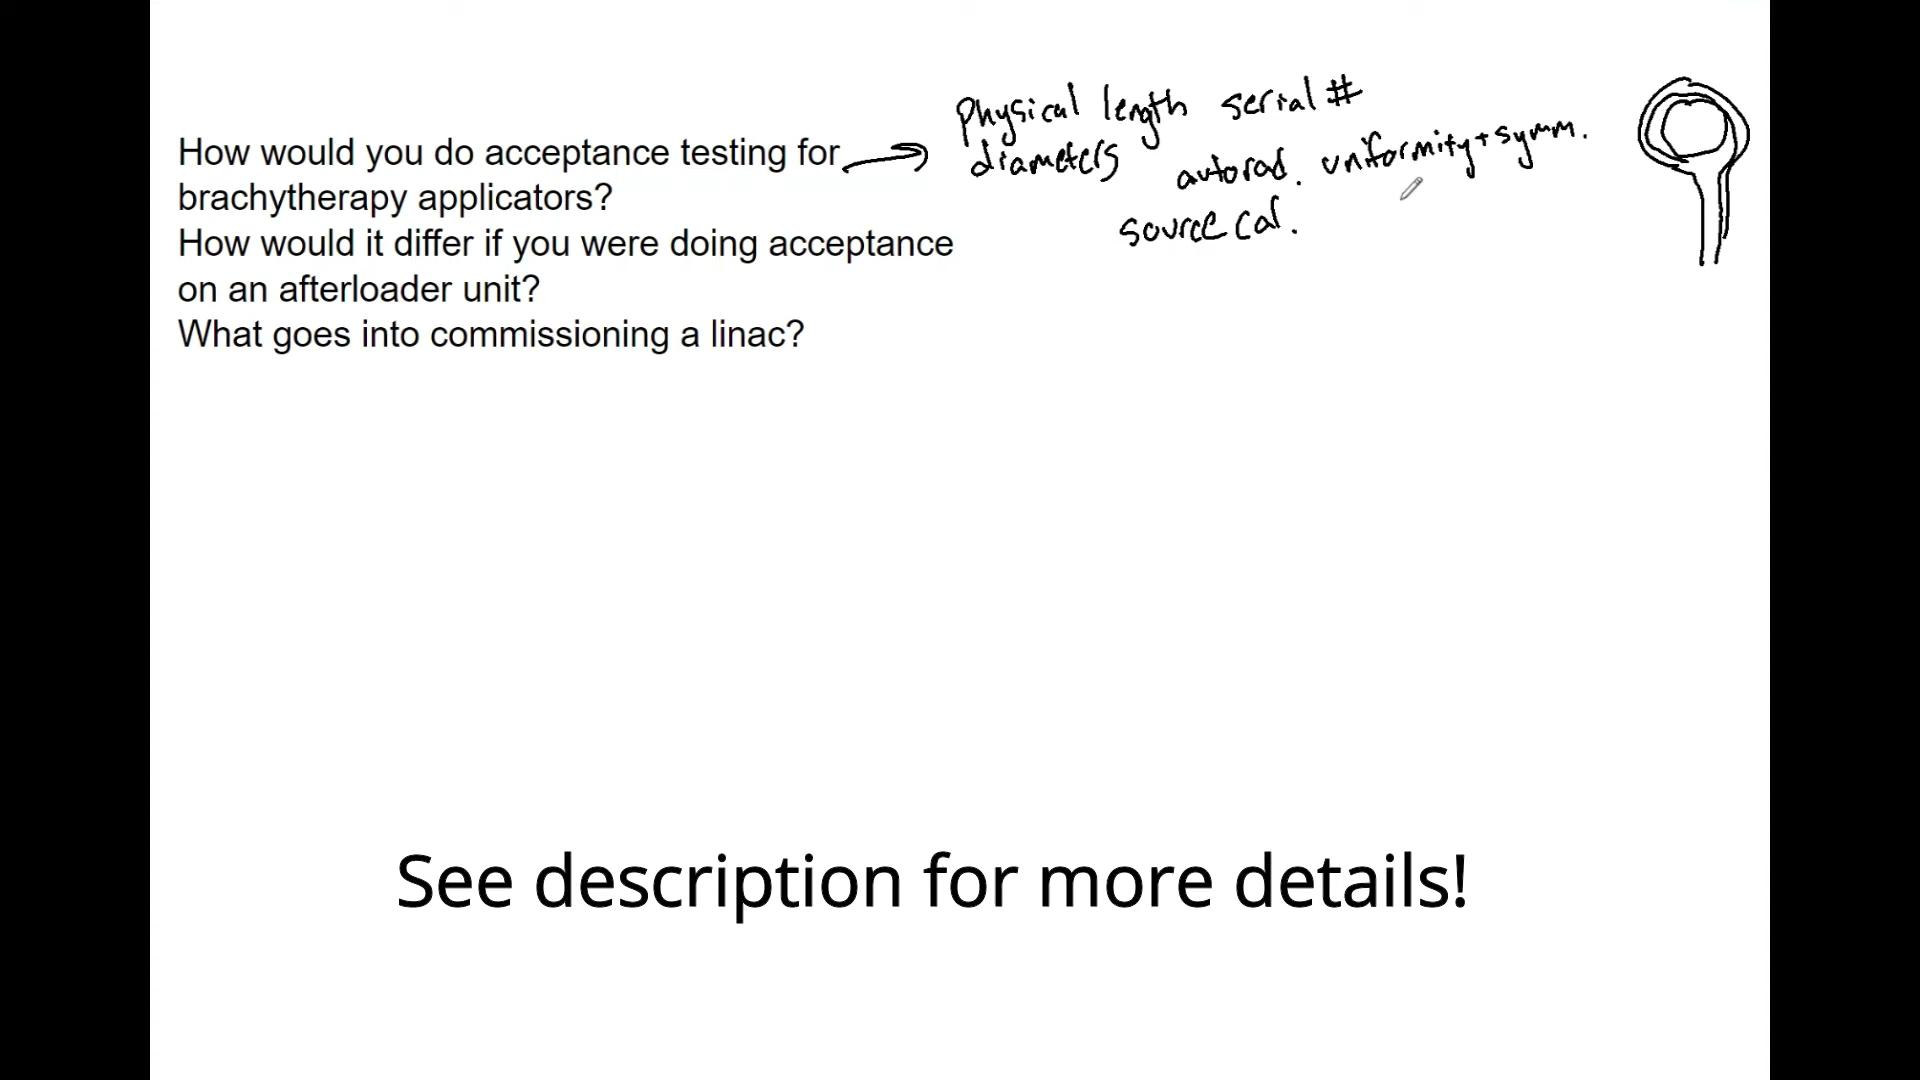 How would you do acceptance testing for
brachytherapy applicators?
How would it differ if you were doing acceptance
on an afterloader unit?
What goes into commissioning a linac?
Physical length serial #
diameters autorad. uniformity + symm.
source cal.
See description for more details!